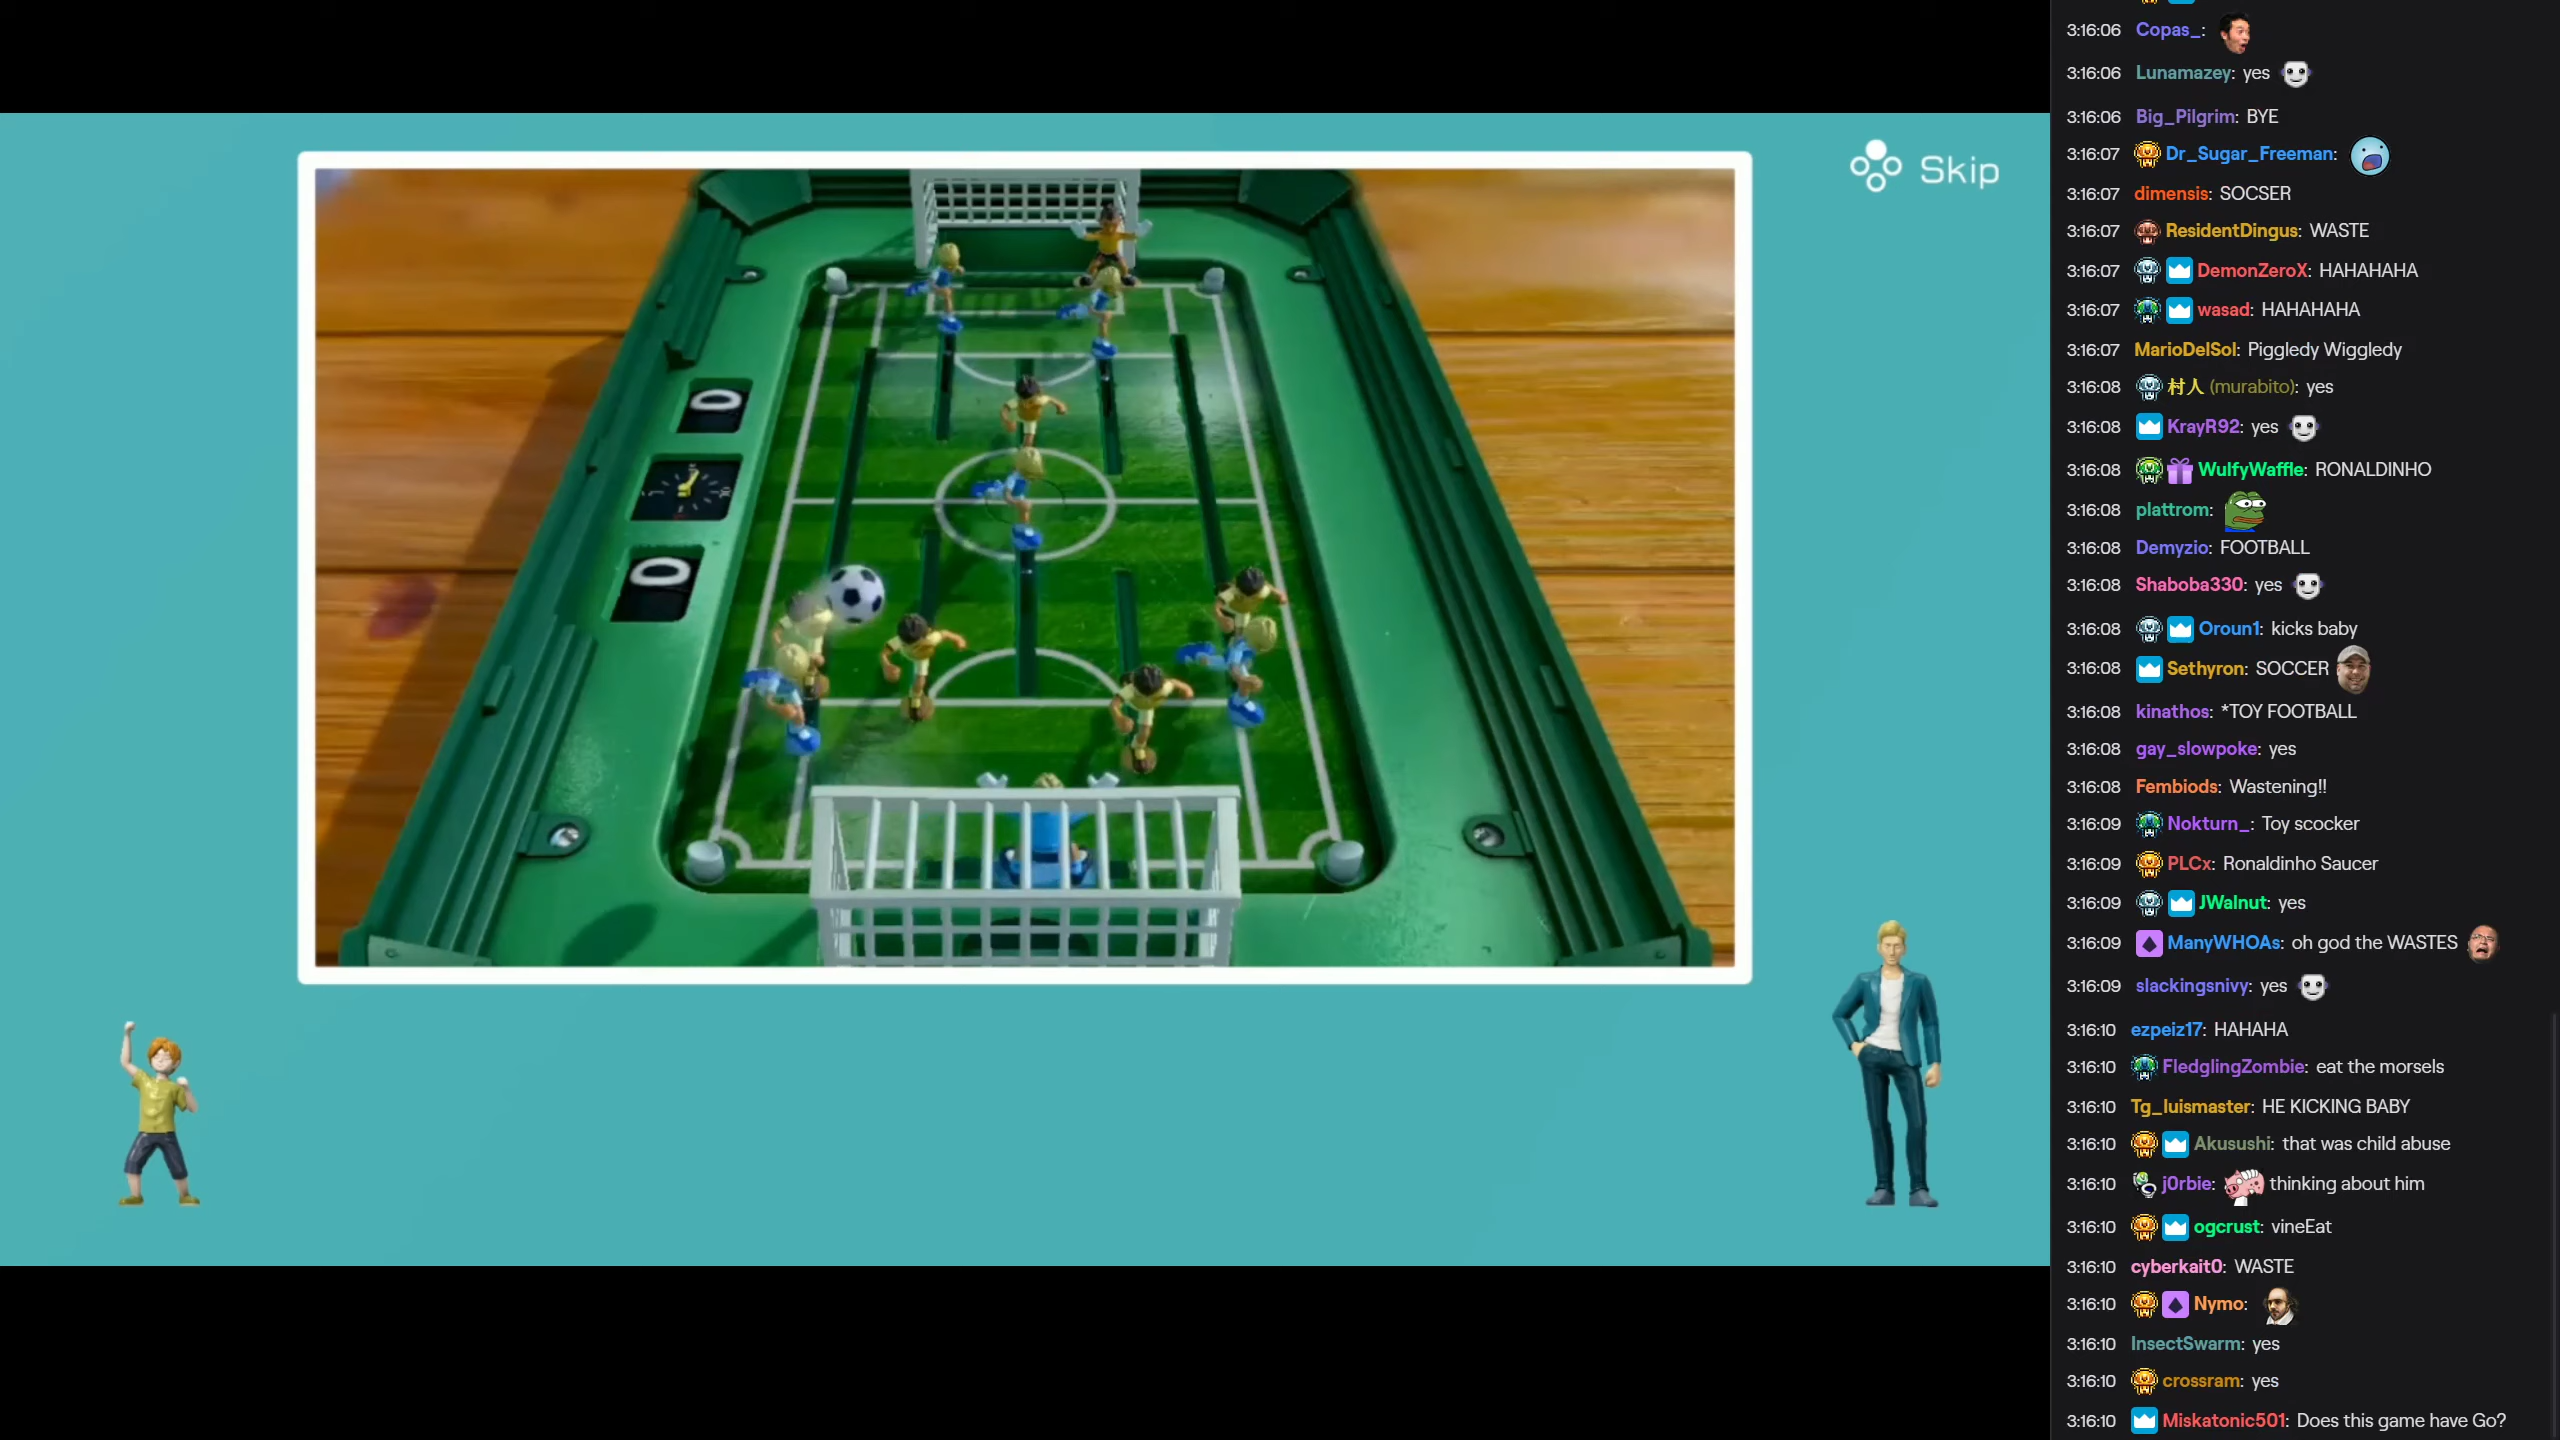 Skip
0
0
3:16:06 Copas_:
3:16:06 Lunamazey: yes
3:16:06 Big_Pilgrim: BYE
3:16:07 Dr_Sugar_Freeman:
3:16:07 dimensis: SOCSER
3:16:07 ResidentDingus: WASTE
3:16:07 DemonZeroX: HAHAHAHA
3:16:07 wasad: HAHAHAHA
3:16:07 MarioDelSol: Piggledy Wiggledy
3:16:08 村人 (murabito): yes
3:16:08 KrayR92: yes
3:16:08 WulfyWaffle: RONALDINHO
3:16:08 plattrom:
3:16:08 Demyzio: FOOTBALL
3:16:08 Shaboba330: yes
3:16:08 Oroun1: kicks baby
3:16:08 Sethyron: SOCCER
3:16:08 kinathos: *TOY FOOTBALL
3:16:08 gay_slowpoke: yes
3:16:08 Fembiods: Wastening!!
3:16:09 Nokturn_: Toy scocker
3:16:09 PLCx: Ronaldinho Saucer
3:16:09 JWalnut: yes
3:16:09 ManyWHOAs: oh god the WASTES
3:16:09 slackingsnivy: yes
3:16:10 ezpeiz17: HAHAHA
3:16:10 FledglingZombie: eat the morsels
3:16:10 Tg_luismaster: HE KICKING BABY
3:16:10 Akusushi: that was child abuse
3:16:10 j0rbie: thinking about him
3:16:10 ogcrust: vineEat
3:16:10 cyberkait0: WASTE
3:16:10 Nymo:
3:16:10 InsectSwarm: yes
3:16:10 crossram: yes
3:16:10 Miskatonic501: Does this game have Go?